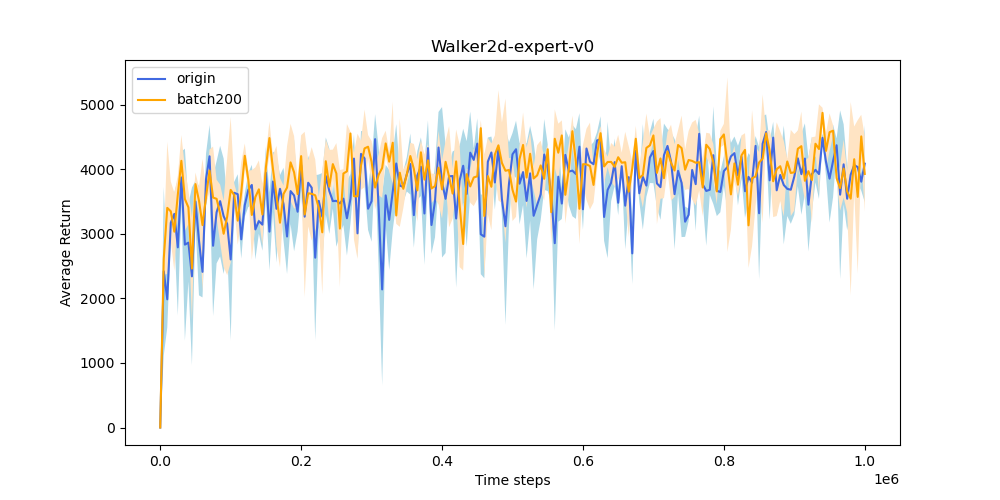 Walker2d-expert-v0
origin
batch200
Average Return
5000
4000
3000
2000
1000
0
0.0 0.2 0.4 0.6 0.8 1.0
1e6
Time steps